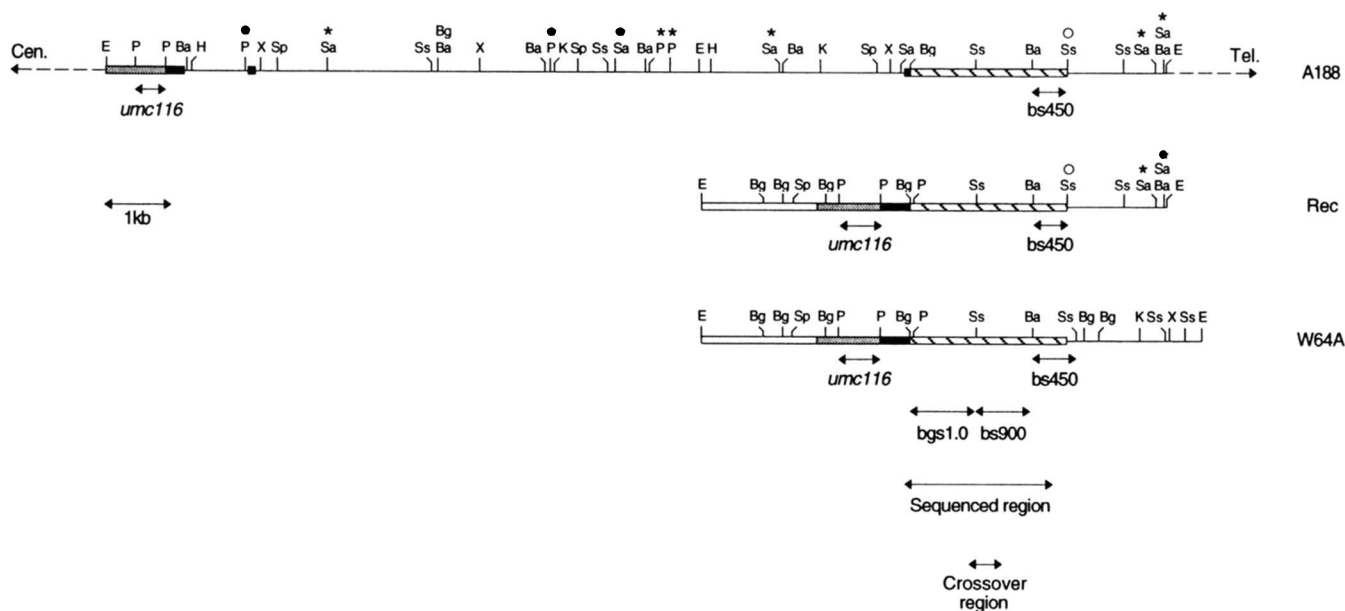 ● * Bg ● ● * * * ○ * Sa *
Cen. E P P Ba H P X Sp Sa Ss Ba X Ba P K Sp Ss Sa Ba P P E H Sa Ba K Sp X Sa Bg Ss Ba Ss Ss Sa Ba E Tel.
A188
umc116 bs450
○ * Sa ●
E Bg Bg Sp Bg P P Bg P Ss Ba Ss Ss Sa Ba E
1kb Rec
umc116 bs450
E Bg Bg Sp Bg P P Bg P Ss Ba Ss Bg Bg K Ss X Ss E
W64A
umc116 bs450
bgs1.0 bs900
Sequenced region
Crossover
region